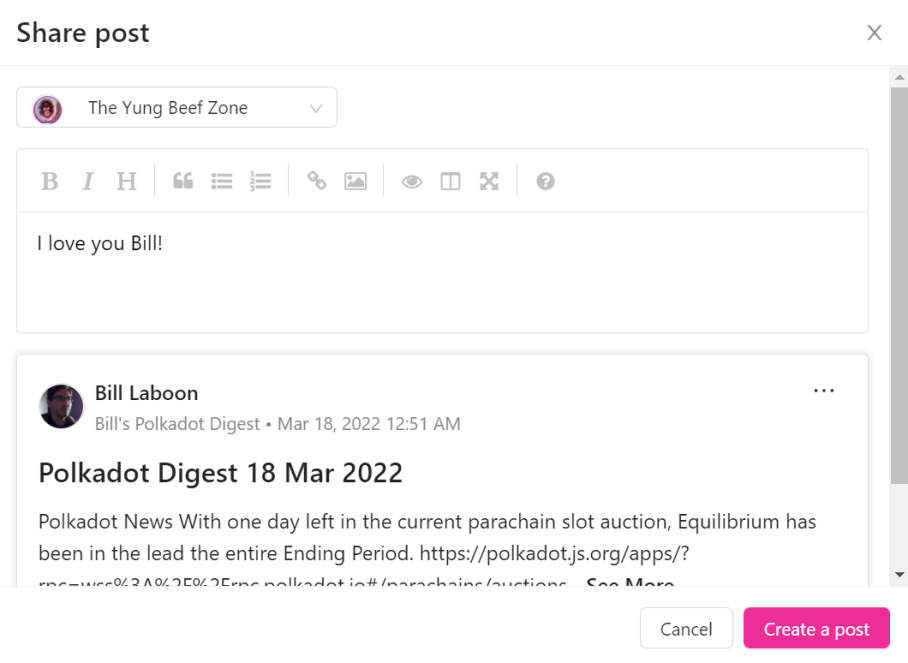 Share post
The Yung Beef Zone
B I H
I love you Bill!
Bill Laboon
Bill's Polkadot Digest • Mar 18, 2022 12:51 AM
Polkadot Digest 18 Mar 2022
Polkadot News With one day left in the current parachain slot auction, Equilibrium has
been in the lead the entire Ending Period. https://polkadot.js.org/apps/?
rpc=wss%3A%2F%2Frpc.polkadot.io#/parachains/auctions... See More
Cancel Create a post